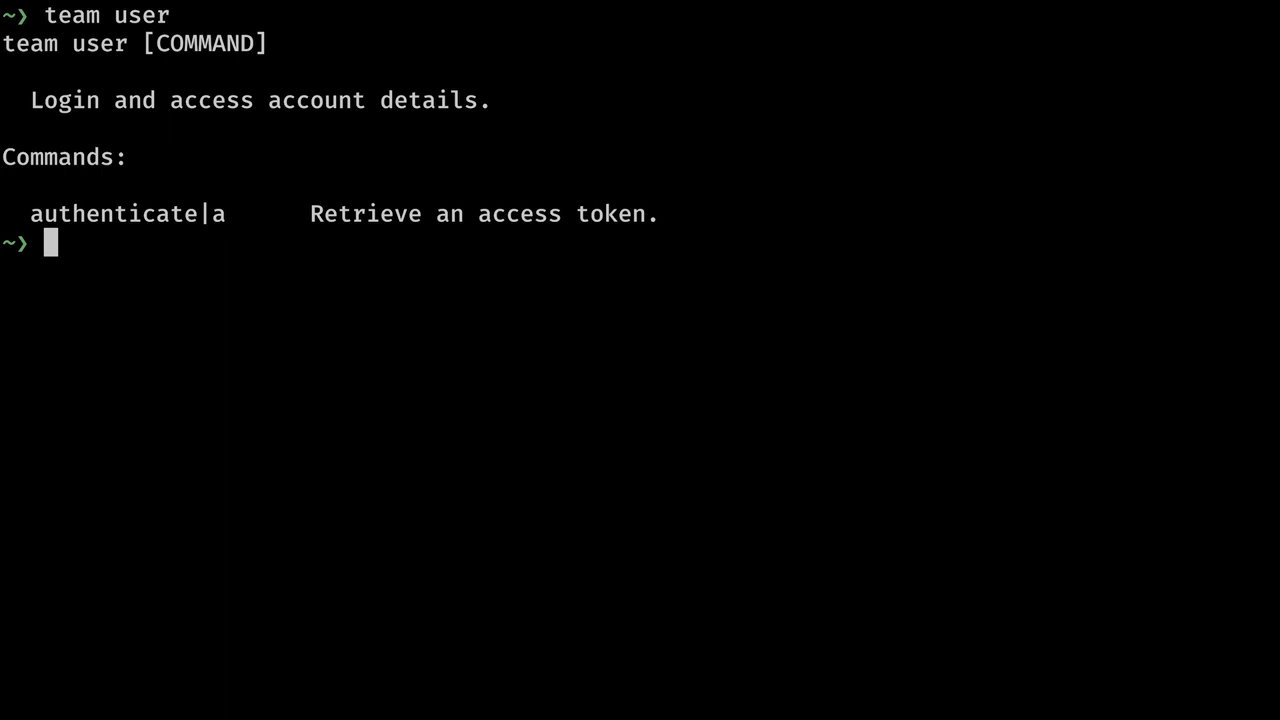 ~❯ team user
team user [COMMAND]
Login and access account details.
Commands:
authenticate|a      Retrieve an access token.
~❯